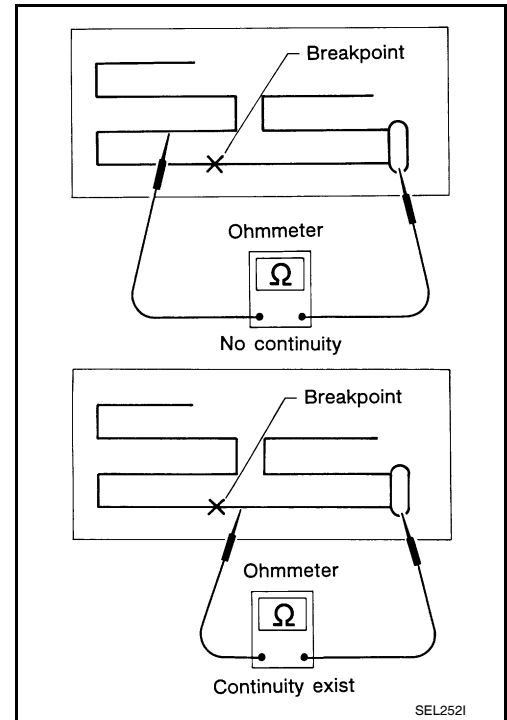 Breakpoint
Ohmmeter
Ω
No continuity
Breakpoint
Ohmmeter
Ω
Continuity exist
SEL252I